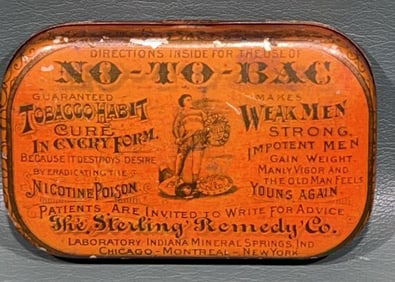 DIRECTIONS INSIDE FOR THE USE OF
NO-TO-BAC
GUARANTEED
TOBACCO HABIT
CURE
IN EVERY FORM.
BECAUSE IT DESTROYS DESIRE
BY ERADICATING THE
NICOTINE POISON.
MAKES
WEAK MEN
STRONG,
IMPOTENT MEN
GAIN WEIGHT,
MANLY VIGOR AND
THE OLD MAN FEELS
YOUNG AGAIN
PATIENTS ARE INVITED TO WRITE FOR ADVICE
The Sterling Remedy Co.
LABORATORY INDIANA MINERAL SPRINGS, IND
CHICAGO - MONTREAL - NEW YORK